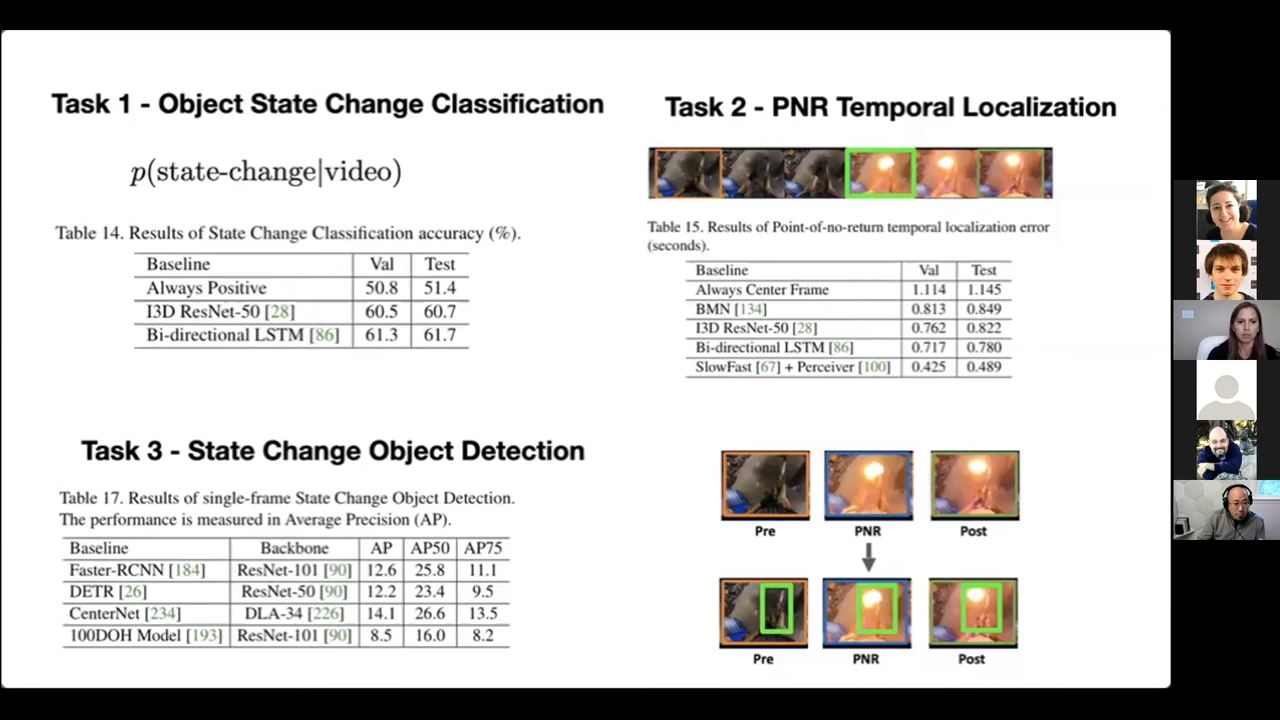 Task 1 - Object State Change Classification
p(state-change|video)
Table 14. Results of State Change Classification accuracy (%).
Baseline Val Test
Always Positive 50.8 51.4
I3D ResNet-50 [28] 60.5 60.7
Bi-directional LSTM [86] 61.3 61.7
Task 2 - PNR Temporal Localization
Table 15. Results of Point-of-no-return temporal localization error
(seconds).
Baseline Val Test
Always Center Frame 1.114 1.145
BMN [134] 0.813 0.849
I3D ResNet-50 [28] 0.762 0.822
Bi-directional LSTM [86] 0.717 0.780
SlowFast [67] + Perceiver [100] 0.425 0.489
Task 3 - State Change Object Detection
Table 17. Results of single-frame State Change Object Detection.
The performance is measured in Average Precision (AP).
Baseline Backbone AP AP50 AP75
Faster-RCNN [184] ResNet-101 [90] 12.6 25.8 11.1
DETR [26] ResNet-50 [90] 12.2 23.4 9.5
CenterNet [234] DLA-34 [226] 14.1 26.6 13.5
100DOH Model [193] ResNet-101 [90] 8.5 16.0 8.2
Pre PNR Post
Pre PNR Post